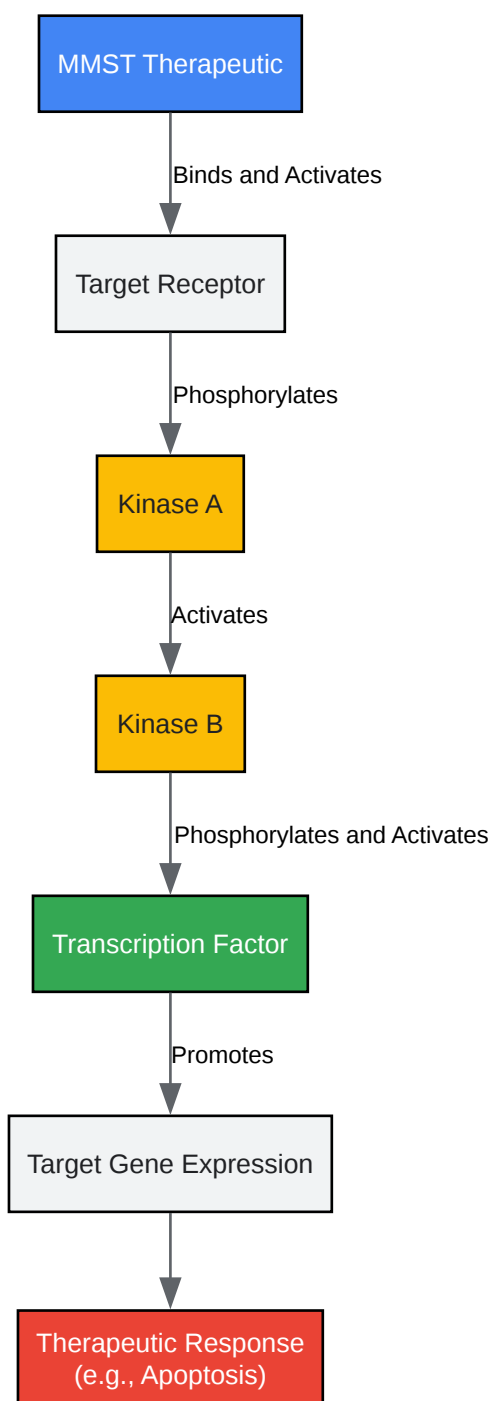 MMST Therapeutic
Binds and Activates
Target Receptor
Phosphorylates
Kinase A
Activates
Kinase B
Phosphorylates and Activates
Transcription Factor
Promotes
Target Gene Expression
Therapeutic Response
(e.g., Apoptosis)